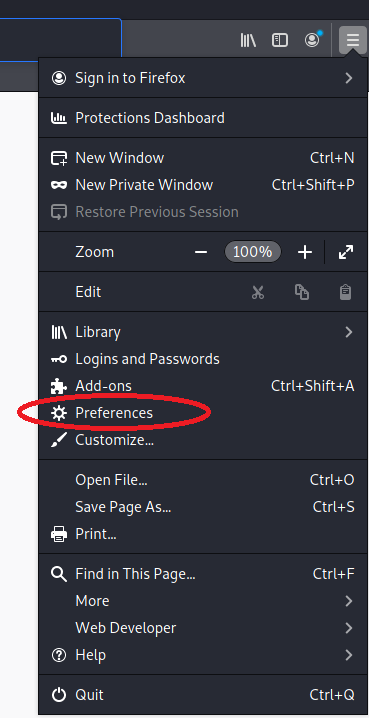 Sign in to Firefox
Protections Dashboard
New Window Ctrl+N
New Private Window Ctrl+Shift+P
Restore Previous Session
Zoom − 100% +
Edit
Library
Logins and Passwords
Add-ons Ctrl+Shift+A
Preferences
Customize...
Open File... Ctrl+O
Save Page As... Ctrl+S
Print...
Find in This Page... Ctrl+F
More
Web Developer
Help
Quit Ctrl+Q